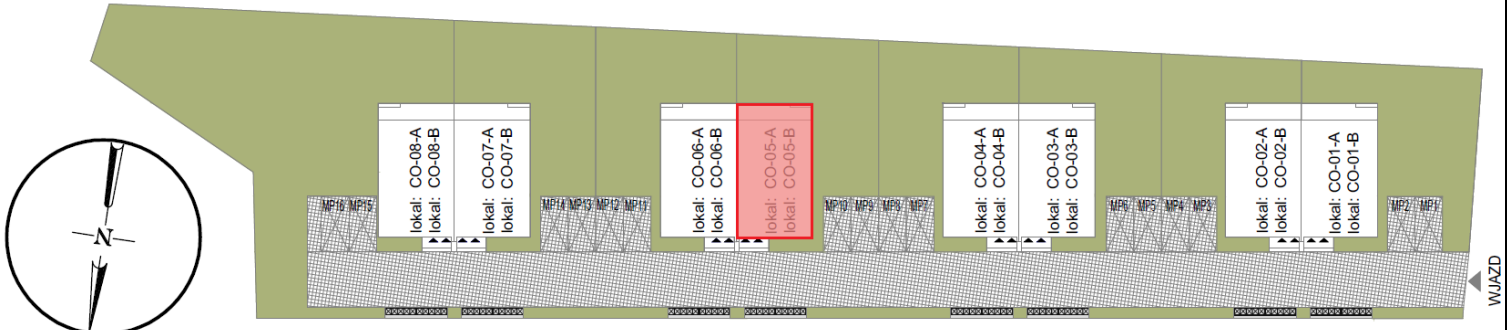 lokal: CO-08-A
lokal: CO-08-B
lokal: CO-07-A
lokal: CO-07-B
lokal: CO-06-A
lokal: CO-06-B
lokal: CO-05-A
lokal: CO-05-B
lokal: CO-04-A
lokal: CO-04-B
lokal: CO-03-A
lokal: CO-03-B
lokal: CO-02-A
lokal: CO-02-B
lokal: CO-01-A
lokal: CO-01-B
MP16 MP15
MP14 MP13 MP12 MP11
MP10 MP9 MP8 MP7
MP6 MP5 MP4 MP3
MP2 MP1
N
WJAZD